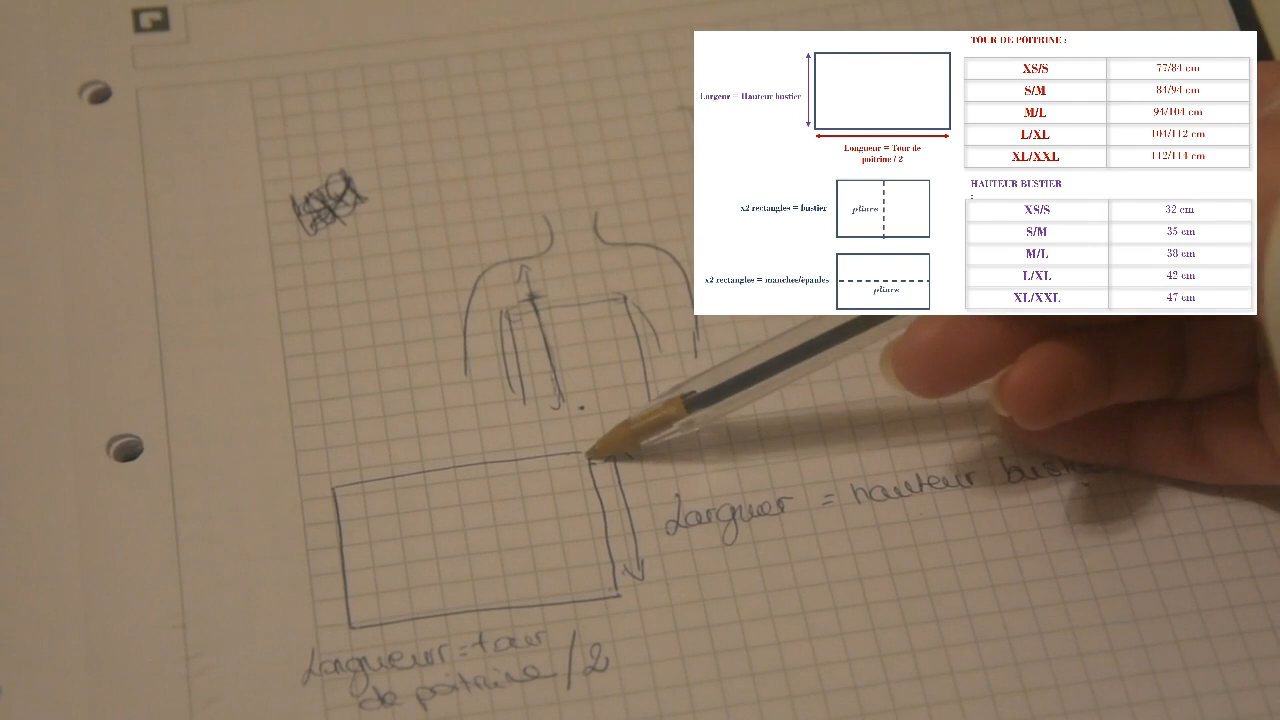 TOUR DE POITRINE :
XS/S 77/84 cm
S/M 84/94 cm
M/L 94/104 cm
L/XL 104/112 cm
XL/XXL 112/114 cm
Largeur = Hauteur bustier
Longueur = Tour de
poitrine / 2
HAUTEUR BUSTIER
:
XS/S 32 cm
S/M 35 cm
M/L 38 cm
L/XL 42 cm
XL/XXL 47 cm
x2 rectangles = bustier
pliure
x2 rectangles = manches/épaules
pliure
Larguer = hauteur
Longueur = tour
de poitrine /2